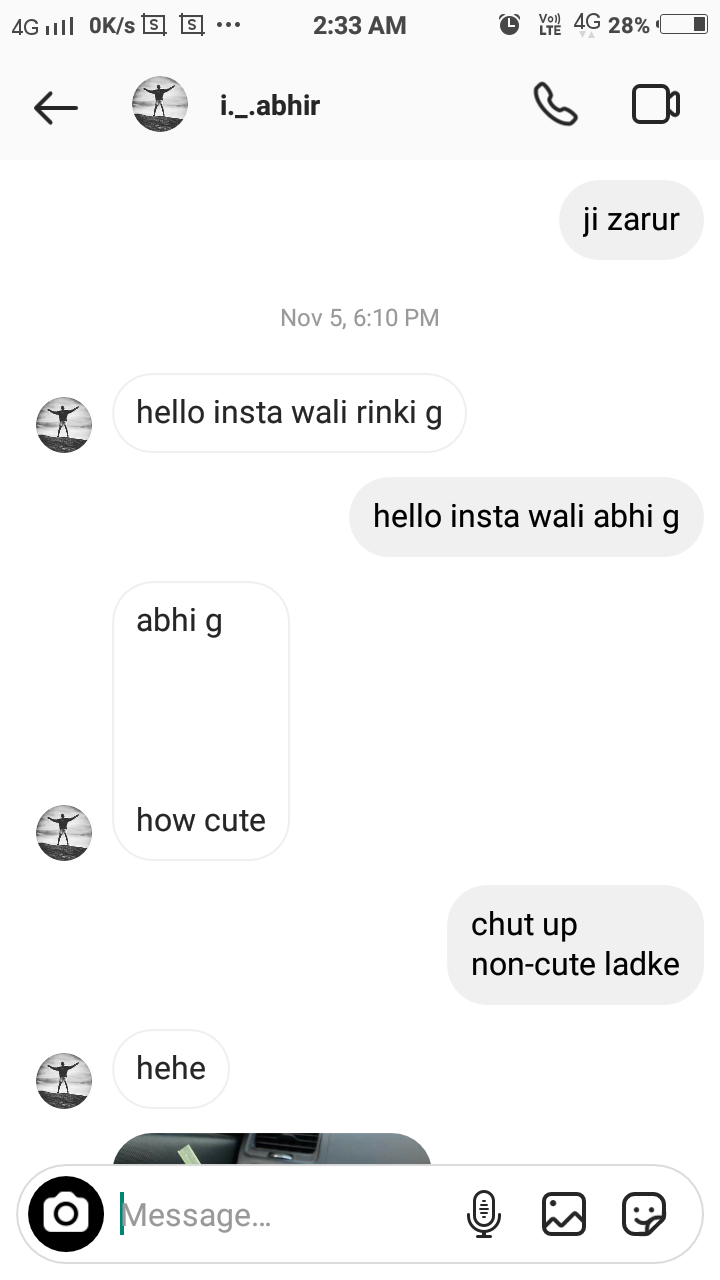 4G 0K/s S S ... 2:33 AM Vo)) LTE 4G 28%
i._.abhir
ji zarur
Nov 5, 6:10 PM
hello insta wali rinki g
hello insta wali abhi g
abhi g
how cute
chut up
non-cute ladke
hehe
Message...